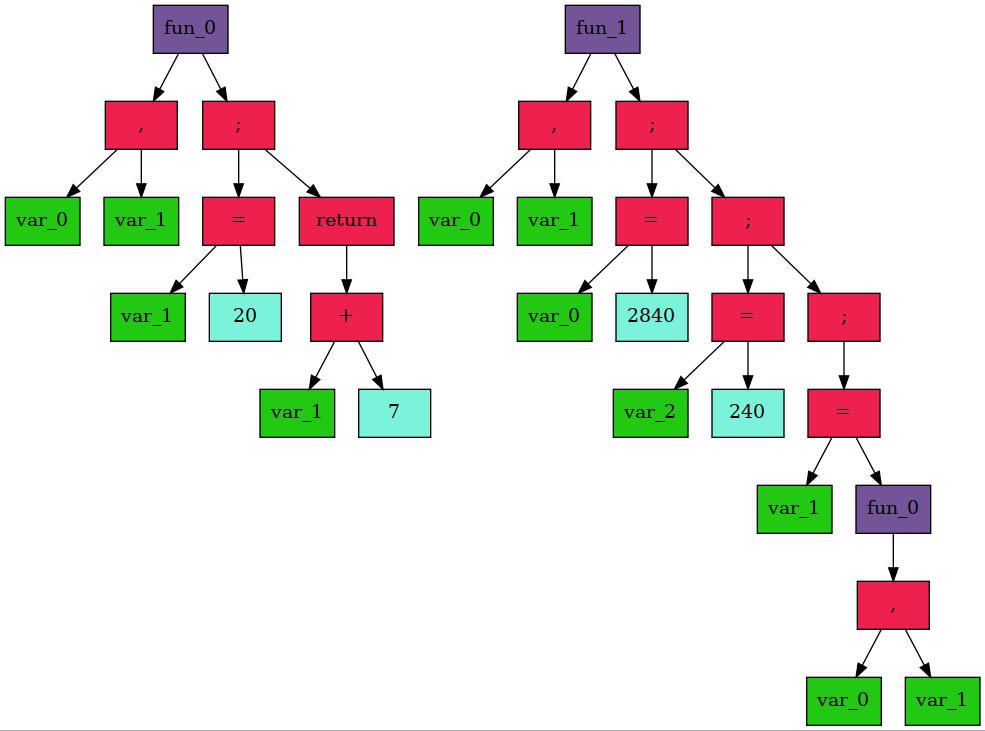 fun_0 fun_1
, ; , ;
var_0 var_1 = return var_0 var_1 = ;
var_1 20 + var_0 2840 = ;
var_1 7 var_2 240 =
var_1 fun_0
,
var_0 var_1